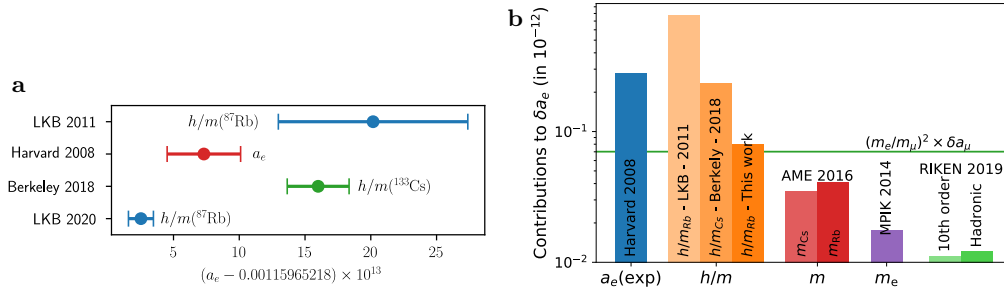 a
LKB 2011
Harvard 2008
Berkeley 2018
LKB 2020
h/m(⁸⁷Rb)
aₑ
h/m(¹³³Cs)
h/m(⁸⁷Rb)
5
10
15
20
25
(aₑ − 0.00115965218) × 10¹³
b
Contributions to δaₑ (in 10⁻¹²)
10⁻¹
10⁻²
Harvard 2008
h/m_Rb - LKB - 2011
h/m_Cs - Berkely - 2018
h/m_Rb - This work
(mₑ/m_μ)² × δa_μ
AME 2016
m_Cs
m_Rb
MPIK 2014
RIKEN 2019
10th order
Hadronic
aₑ(exp)
h/m
m
mₑ